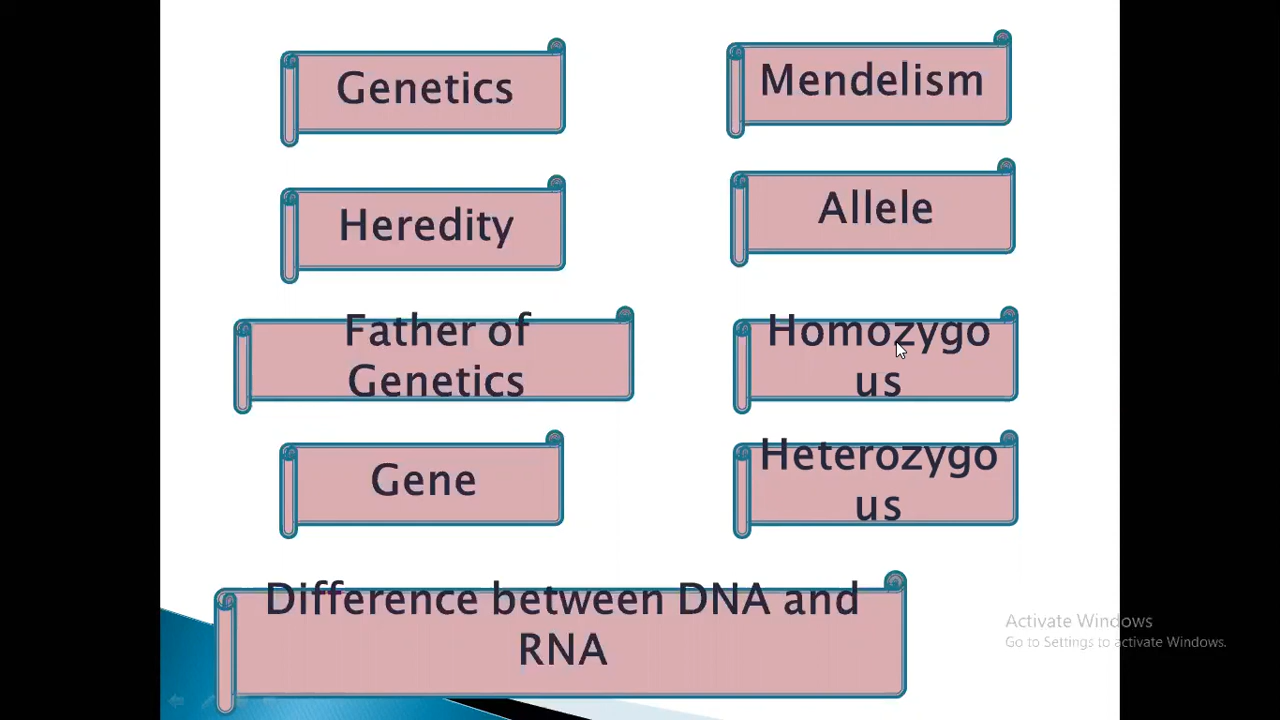 Genetics
Mendelism
Heredity
Allele
Father of
Genetics
Homozygo
us
Gene
Heterozygo
us
Difference between DNA and
RNA
Activate Windows
Go to Settings to activate Windows.